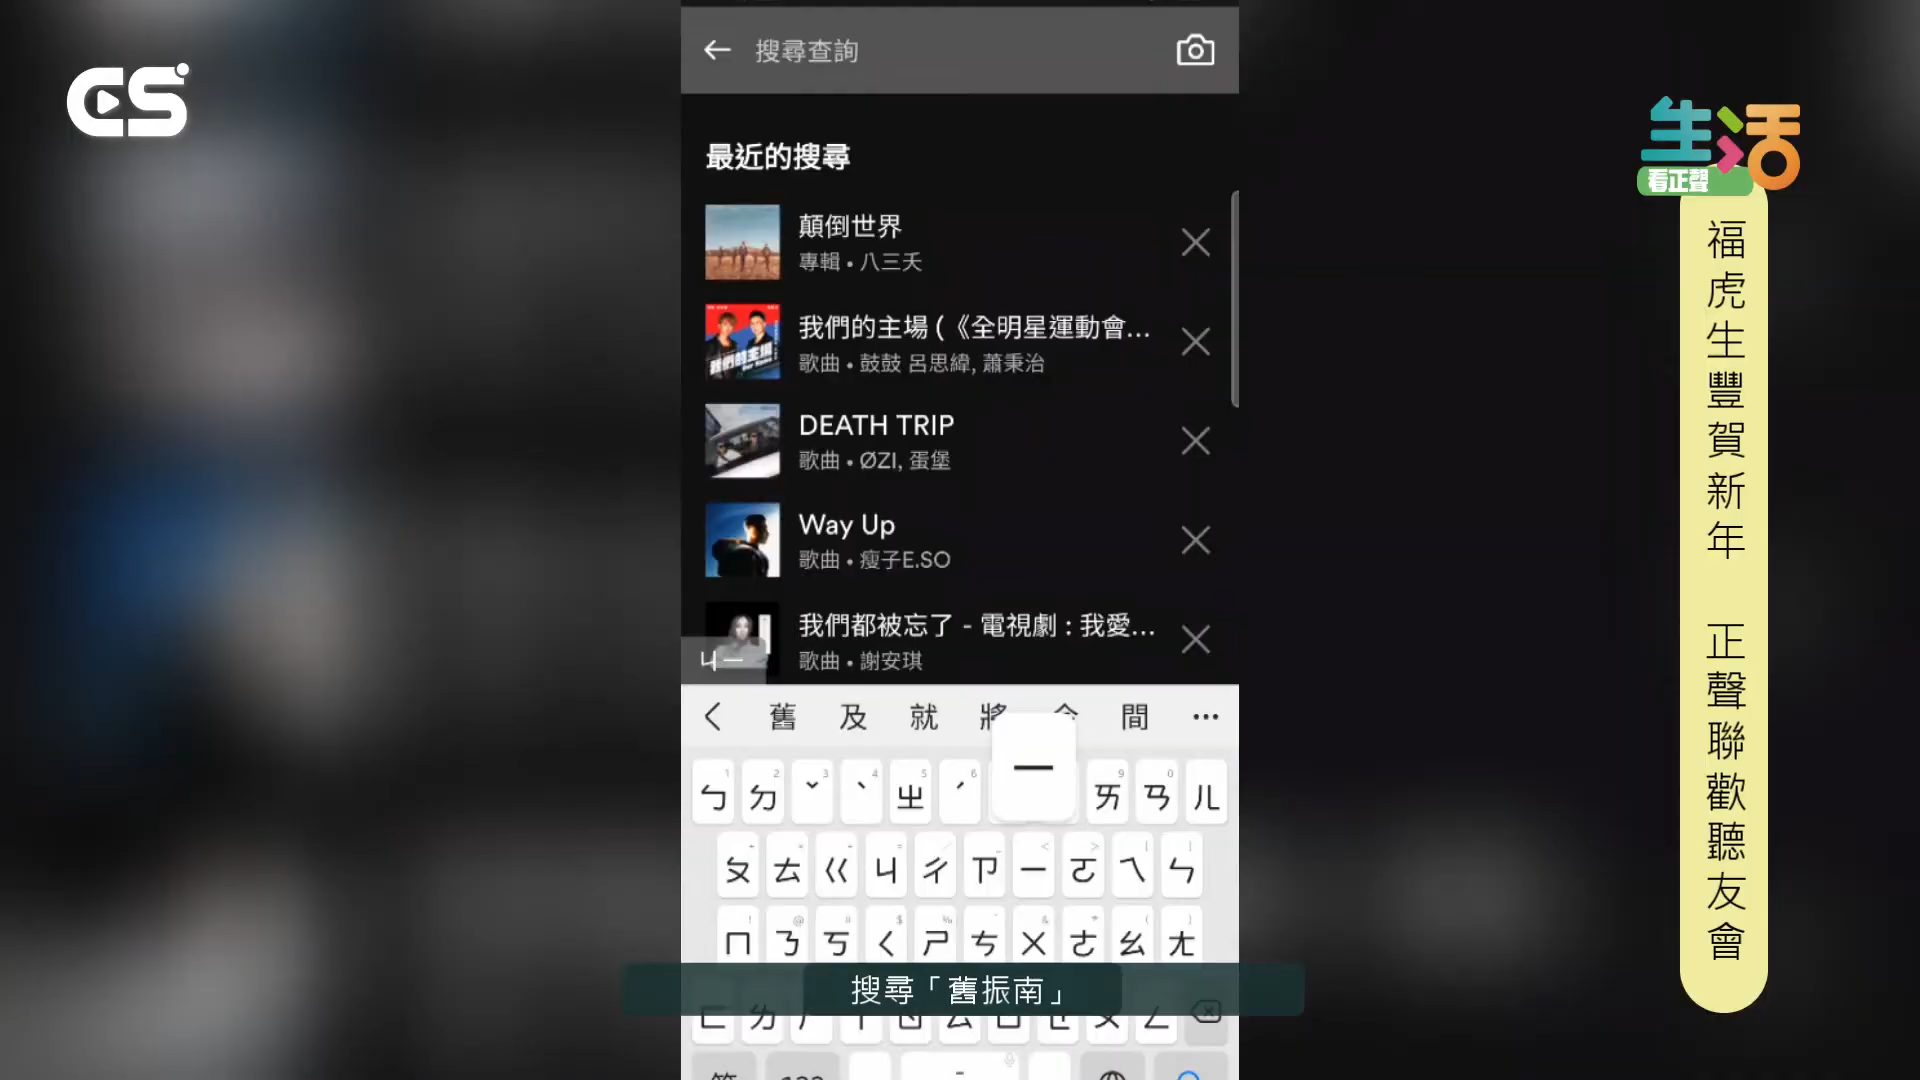 CS
搜尋查詢
最近的搜尋
顛倒世界
專輯 • 八三夭
我們的主場 (《全明星運動會...
歌曲 • 鼓鼓 呂思緯, 蕭秉治
DEATH TRIP
歌曲 • ØZI, 蛋堡
Way Up
歌曲 • 瘦子E.SO
我們都被忘了 - 電視劇 : 我愛...
歌曲 • 謝安琪
ㄐㄧ
舊 及 就 將 今 間 •••
ㄅ ㄉ ˇ ˋ ㄓ ˊ ㄧ ㄞ ㄢ ㄦ
ㄆ ㄊ ㄍ ㄐ ㄔ ㄗ ㄧ ㄛ ㄟ ㄣ
ㄇ ㄋ ㄎ ㄑ ㄕ ㄘ ㄨ ㄜ ㄠ ㄤ
搜尋「舊振南」
ㄈ ㄌ ㄏ ㄒ ㄖ ㄙ ㄩ ㄝ ㄡ ㄥ
符 123
生活
看正聲
福虎生豐賀新年 正聲聯歡聽友會